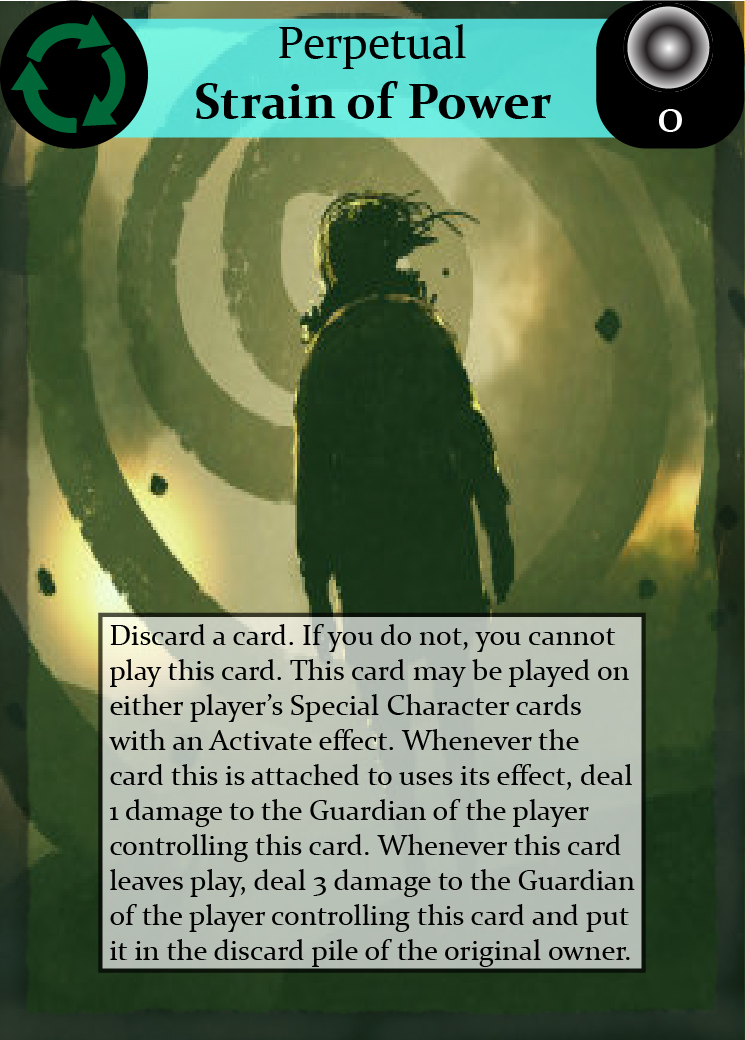 Perpetual
Strain of Power
0
Discard a card. If you do not, you cannot
play this card. This card may be played on
either player’s Special Character cards
with an Activate effect. Whenever the
card this is attached to uses its effect, deal
1 damage to the Guardian of the player
controlling this card. Whenever this card
leaves play, deal 3 damage to the Guardian
of the player controlling this card and put
it in the discard pile of the original owner.